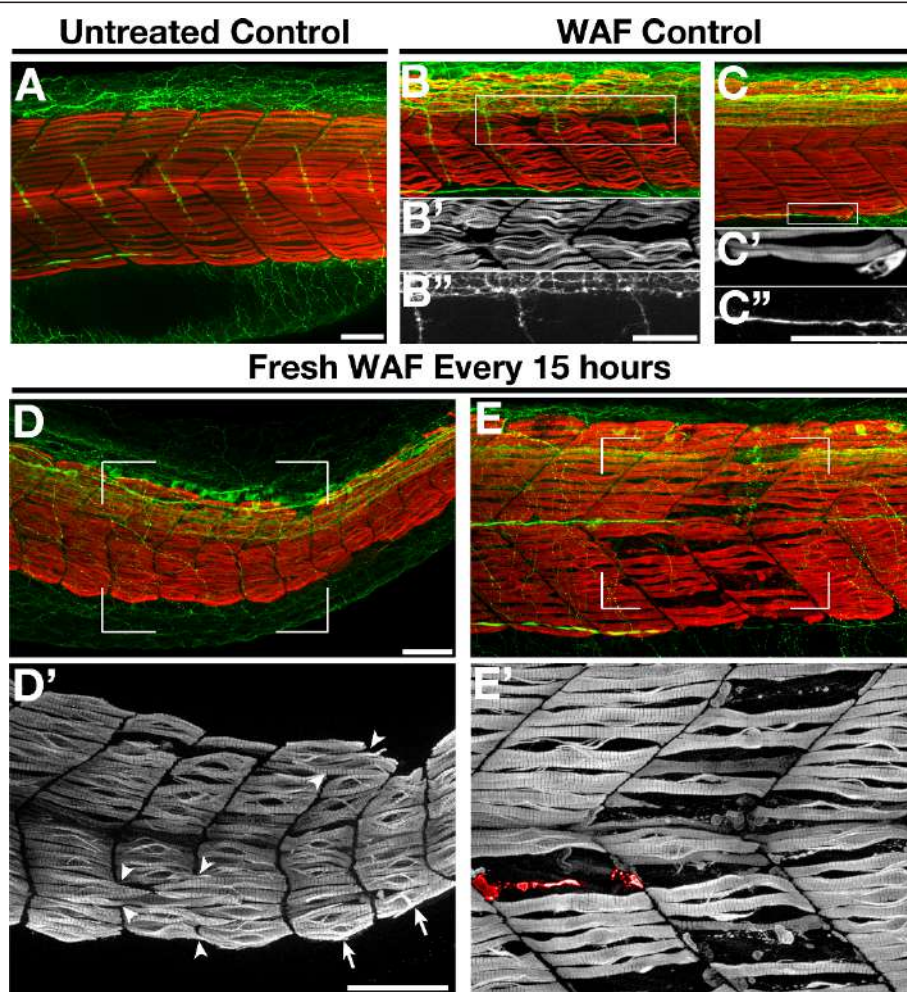 Untreated Control
WAF Control
A
B
C
B'
C'
B"
C"
Fresh WAF Every 15 hours
D
E
D'
E'